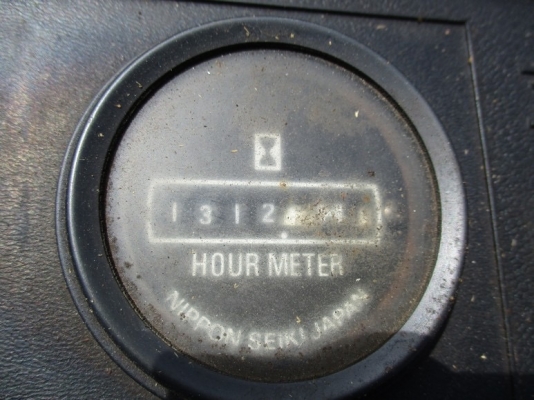 1312
HOUR METER
NIPPON SEIKI JAPAN